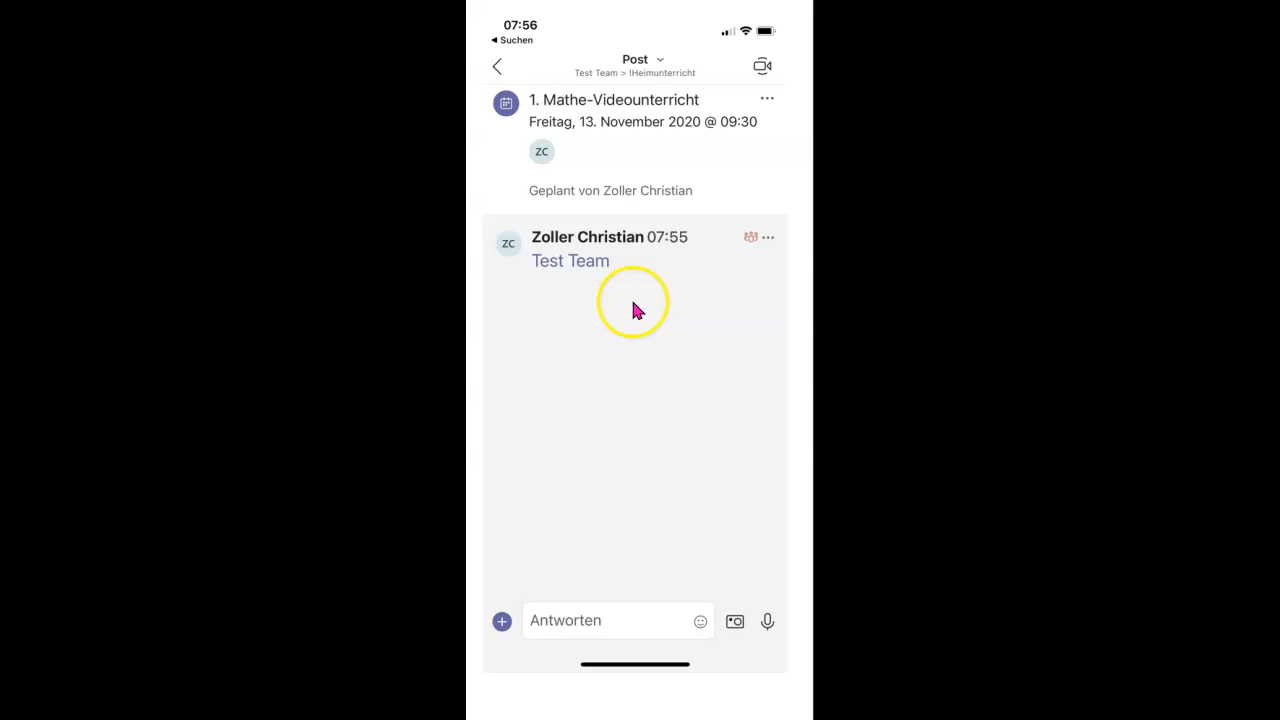 07:56
◀ Suchen
Post
Test Team > !Heimunterricht
1. Mathe-Videounterricht
Freitag, 13. November 2020 @ 09:30
ZC
Geplant von Zoller Christian
ZC
Zoller Christian 07:55
Test Team
Antworten